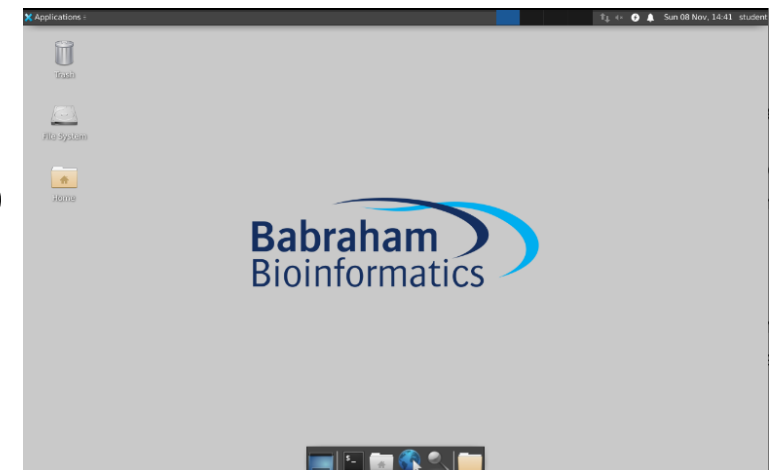 Applications
Sun 08 Nov, 14:41 student
Trash
File System
Home
Babraham
Bioinformatics
$_